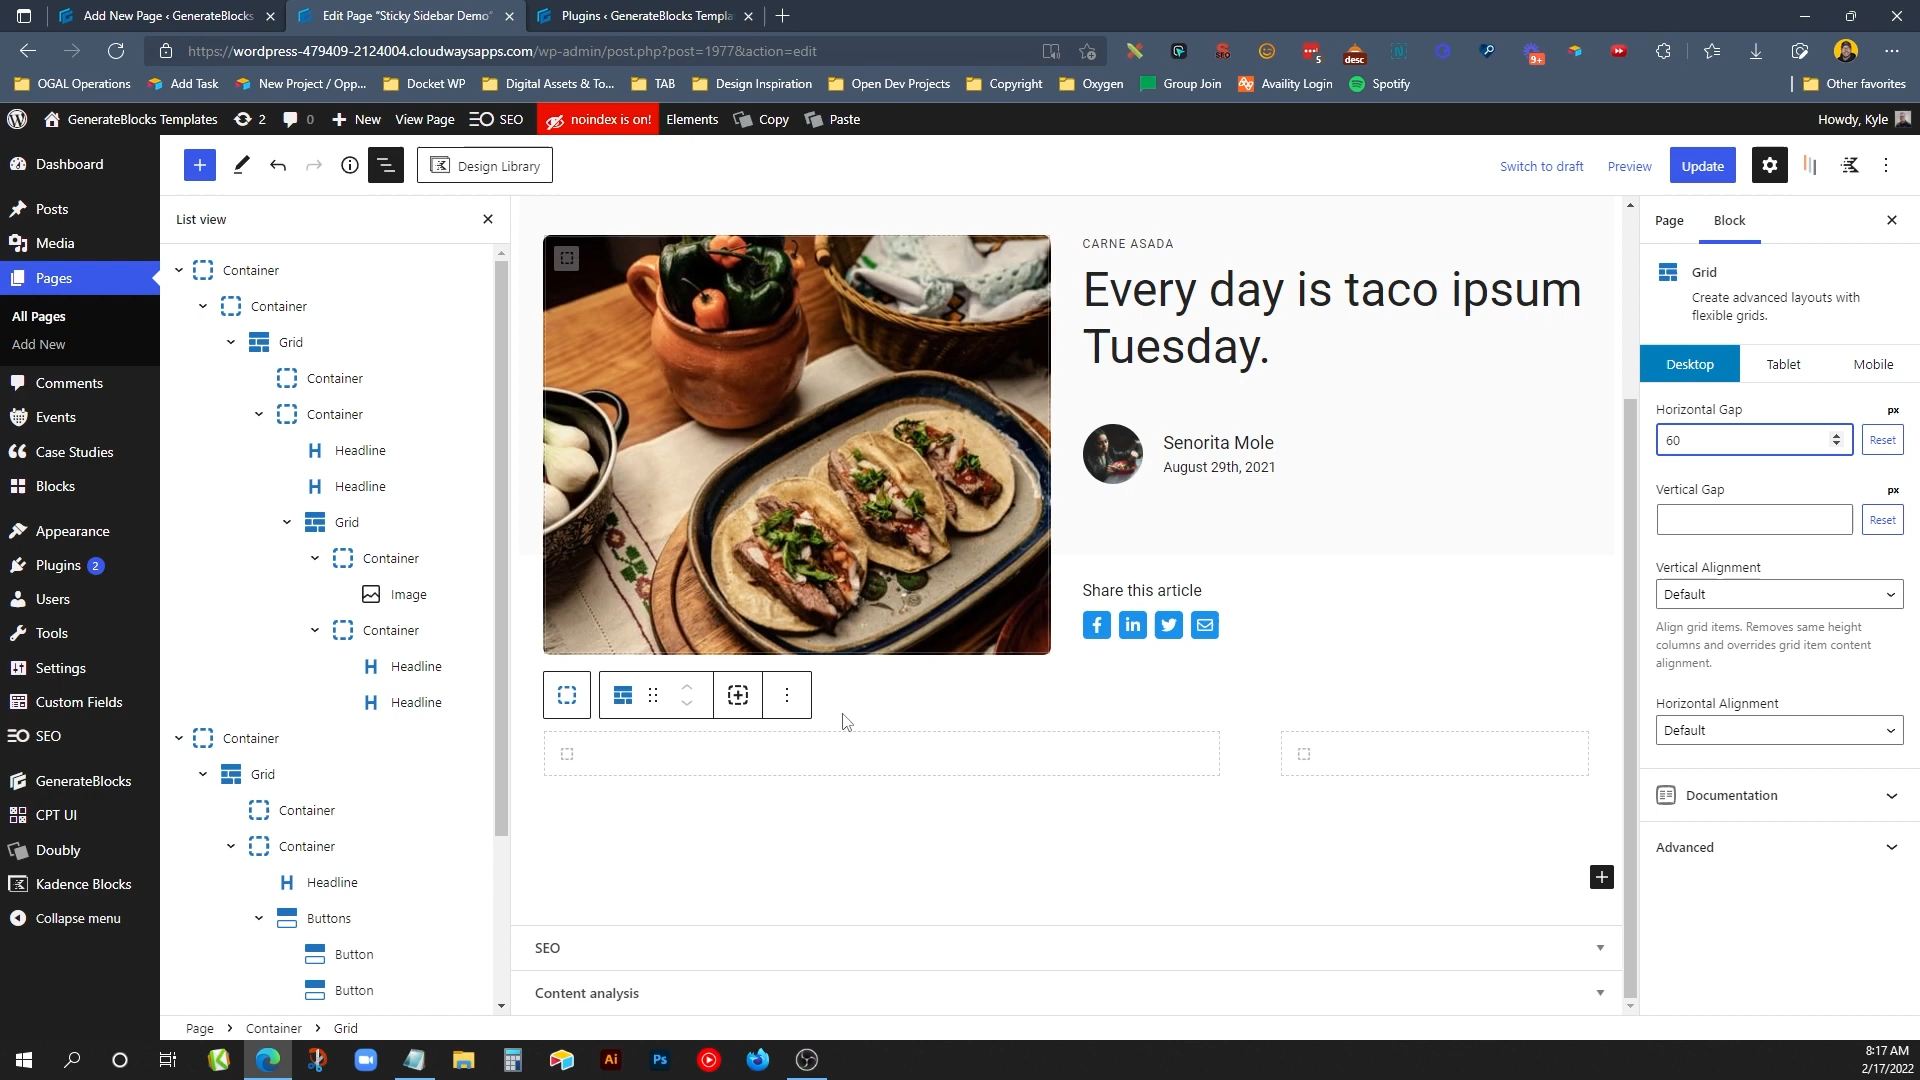 Add New Page ‹ GenerateBlocks
Edit Page “Sticky Sidebar Demo”
Plugins ‹ GenerateBlocks Templa
https://wordpress-479409-2124004.cloudwaysapps.com/wp-admin/post.php?post=1977&action=edit
SEO
5
desc
9+
OGAL Operations
Add Task
New Project / Opp...
Docket WP
Digital Assets & To...
TAB
Design Inspiration
Open Dev Projects
Copyright
Oxygen
Group Join
Availity Login
Spotify
Other favorites
GenerateBlocks Templates
2
0
New
View Page
SEO
noindex is on!
Elements
Copy
Paste
Howdy, Kyle
Dashboard
Posts
Media
Pages
All Pages
Add New
Comments
Events
Case Studies
Blocks
Appearance
Plugins 2
Users
Tools
Settings
Custom Fields
SEO
GenerateBlocks
CPT UI
Doubly
Kadence Blocks
Collapse menu
Design Library
Switch to draft
Preview
Update
List view
Container
Container
Grid
Container
Container
Headline
Headline
Grid
Container
Image
Container
Headline
Headline
Container
Grid
Container
Container
Headline
Buttons
Button
Button
CARNE ASADA
Every day is taco ipsum
Tuesday.
Senorita Mole
August 29th, 2021
Share this article
SEO
Content analysis
Page
Block
Grid
Create advanced layouts with
flexible grids.
Desktop
Tablet
Mobile
Horizontal Gap
px
60
Reset
Vertical Gap
px
Reset
Vertical Alignment
Default
Align grid items. Removes same height
columns and overrides grid item content
alignment.
Horizontal Alignment
Default
Documentation
Advanced
Page › Container › Grid
Ai
Ps
8:17 AM
2/17/2022